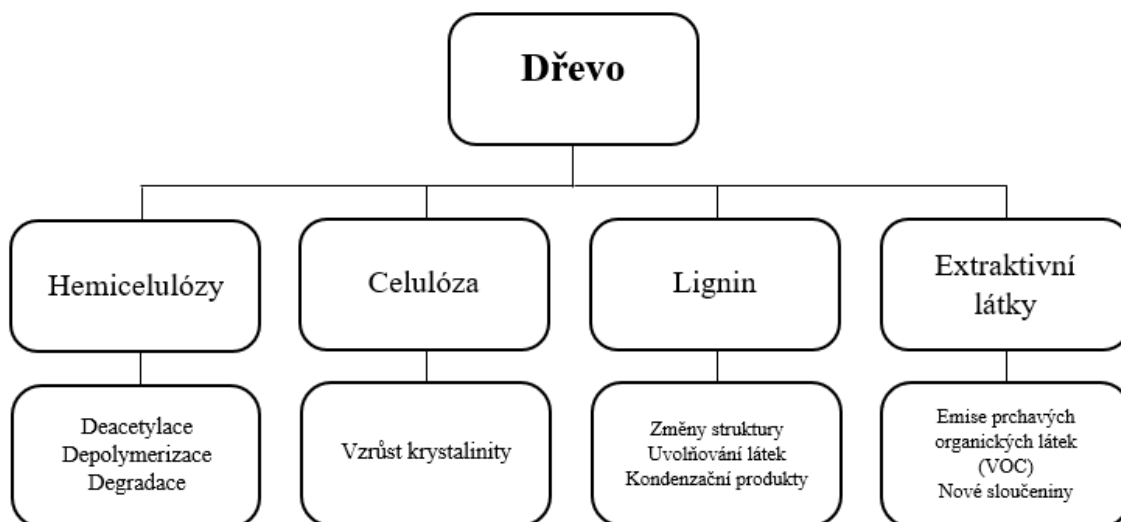 Dřevo
Hemicelulózy
Celulóza
Lignin
Extraktivní
látky
Deacetylace
Depolymerizace
Degradace
Vzrůst krystalinity
Změny struktury
Uvolňování látek
Kondenzační produkty
Emise prchavých
organických látek
(VOC)
Nové sloučeniny